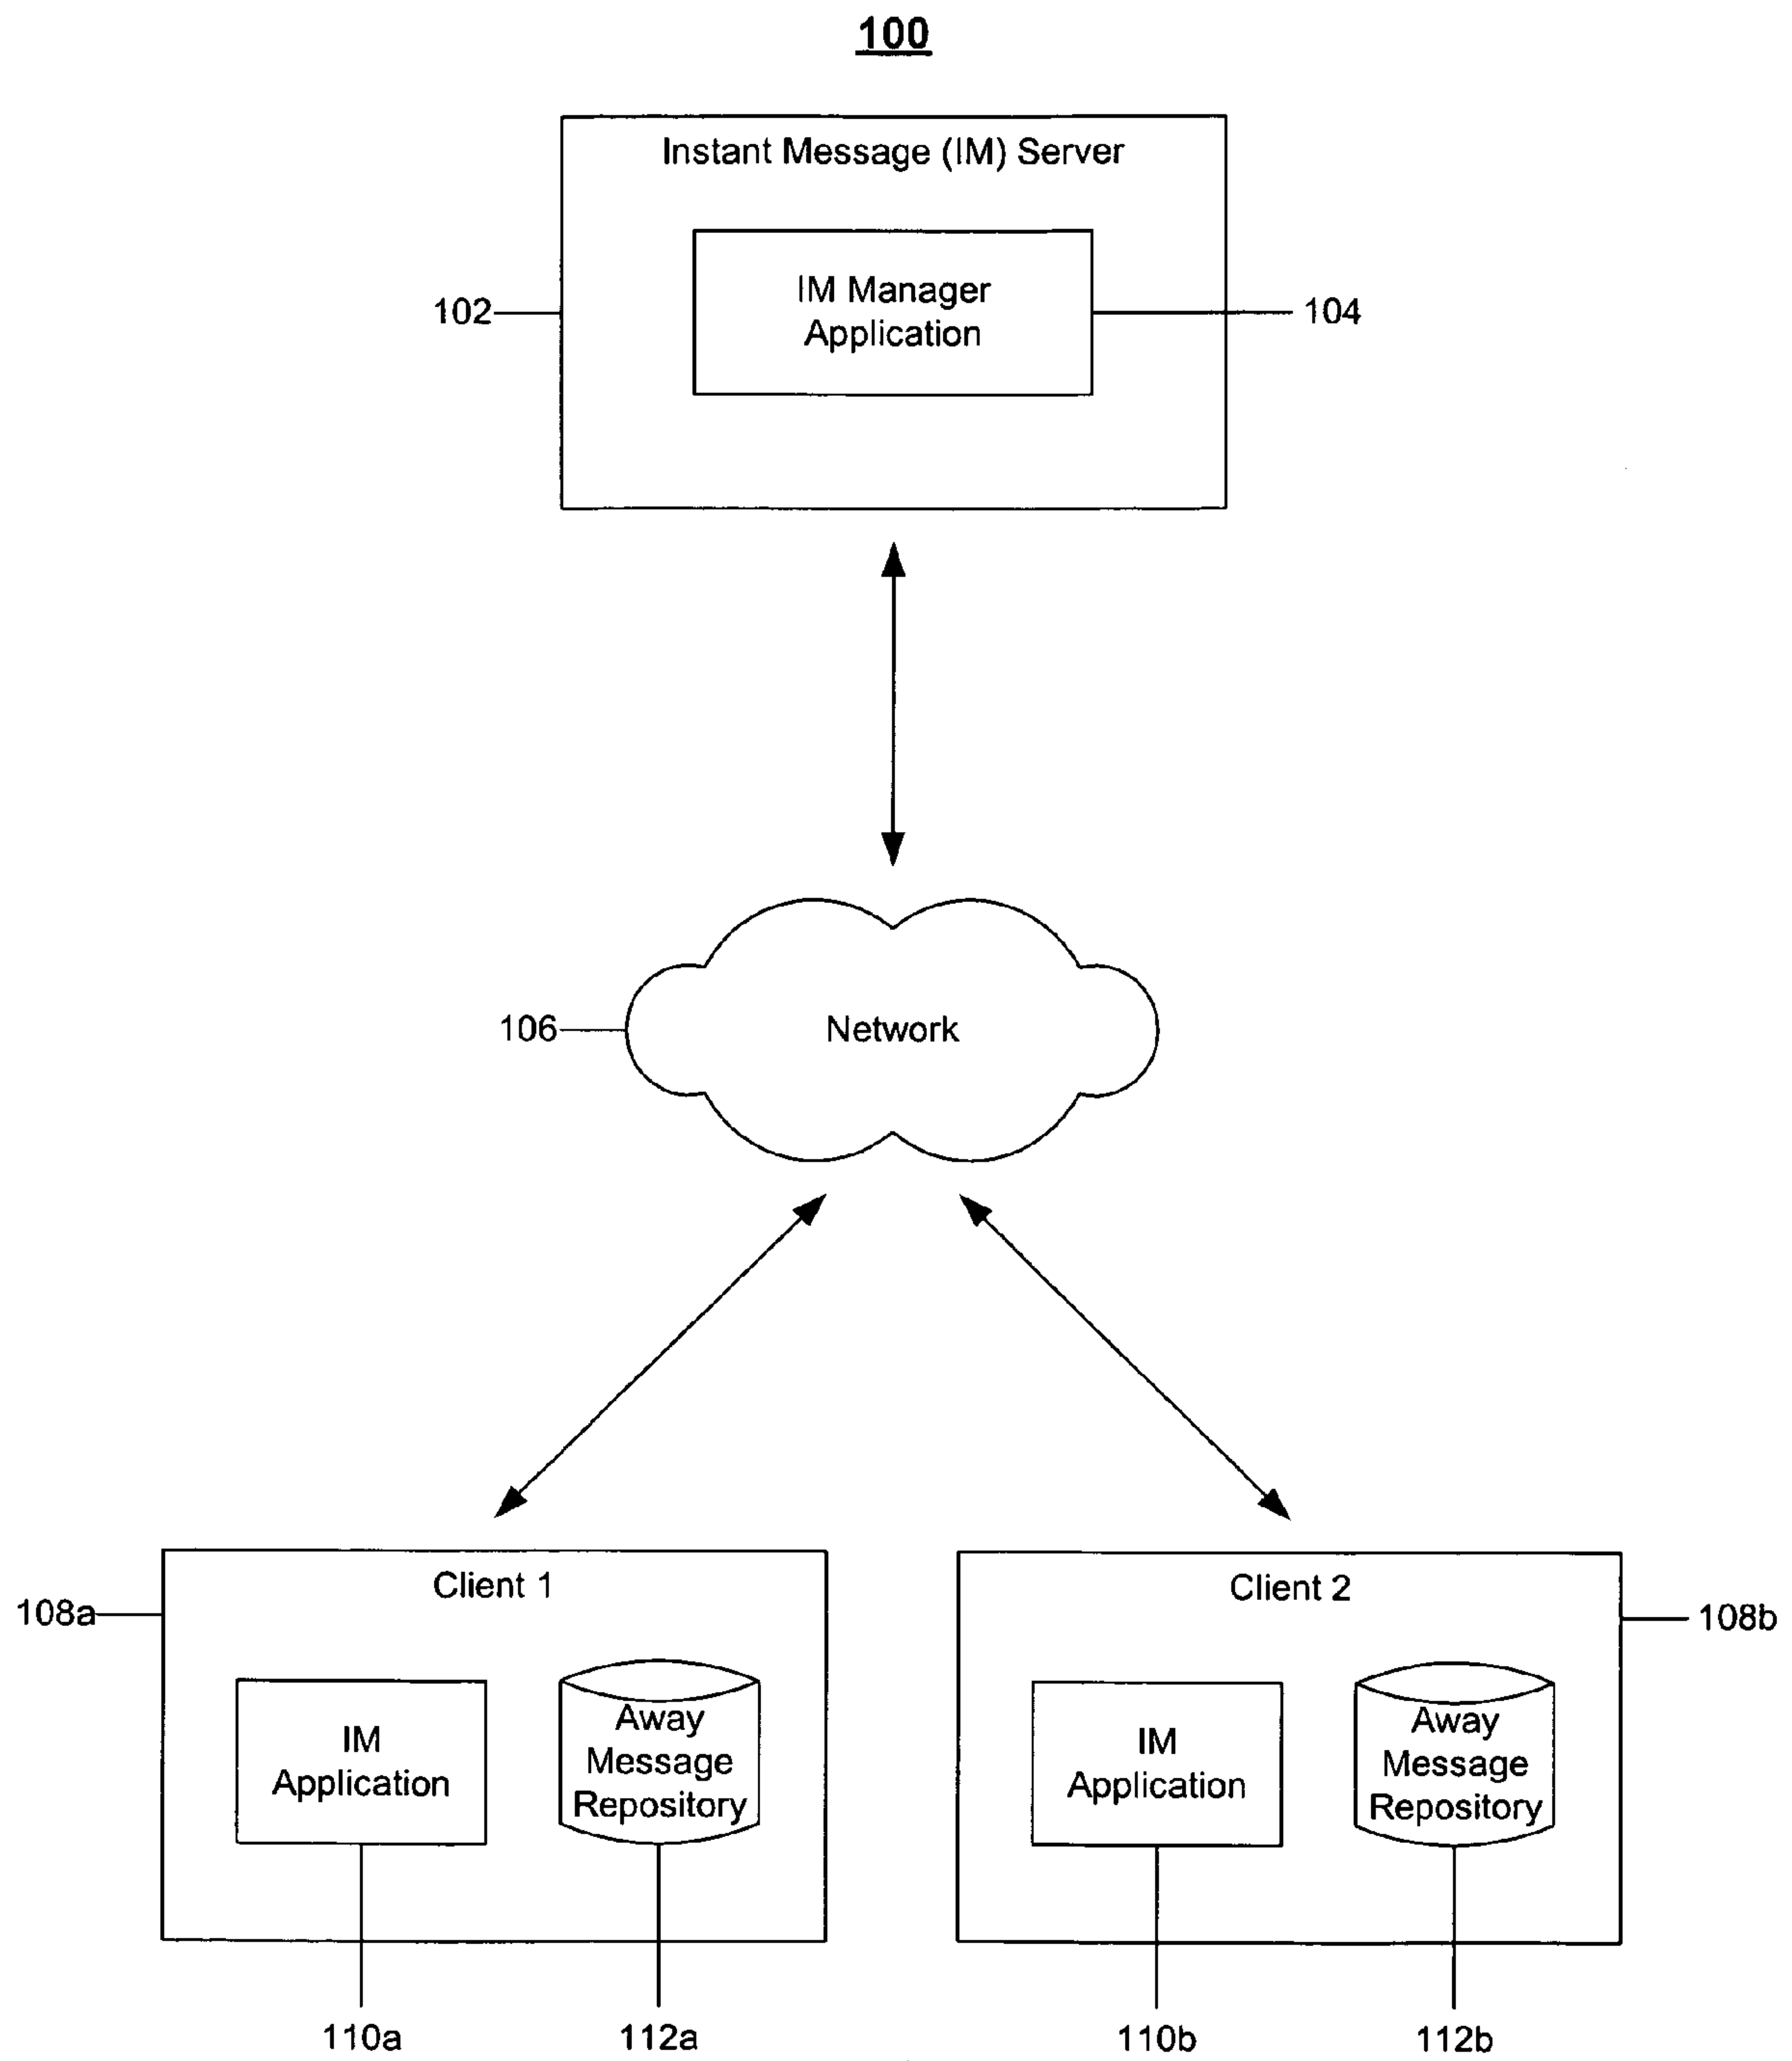 100
Instant Message (IM) Server
IM Manager
Application
102
104
106
Network
Client 1
108a
IM
Application
Away
Message
Repository
110a
112a
Client 2
108b
IM
Application
Away
Message
Repository
110b
112b